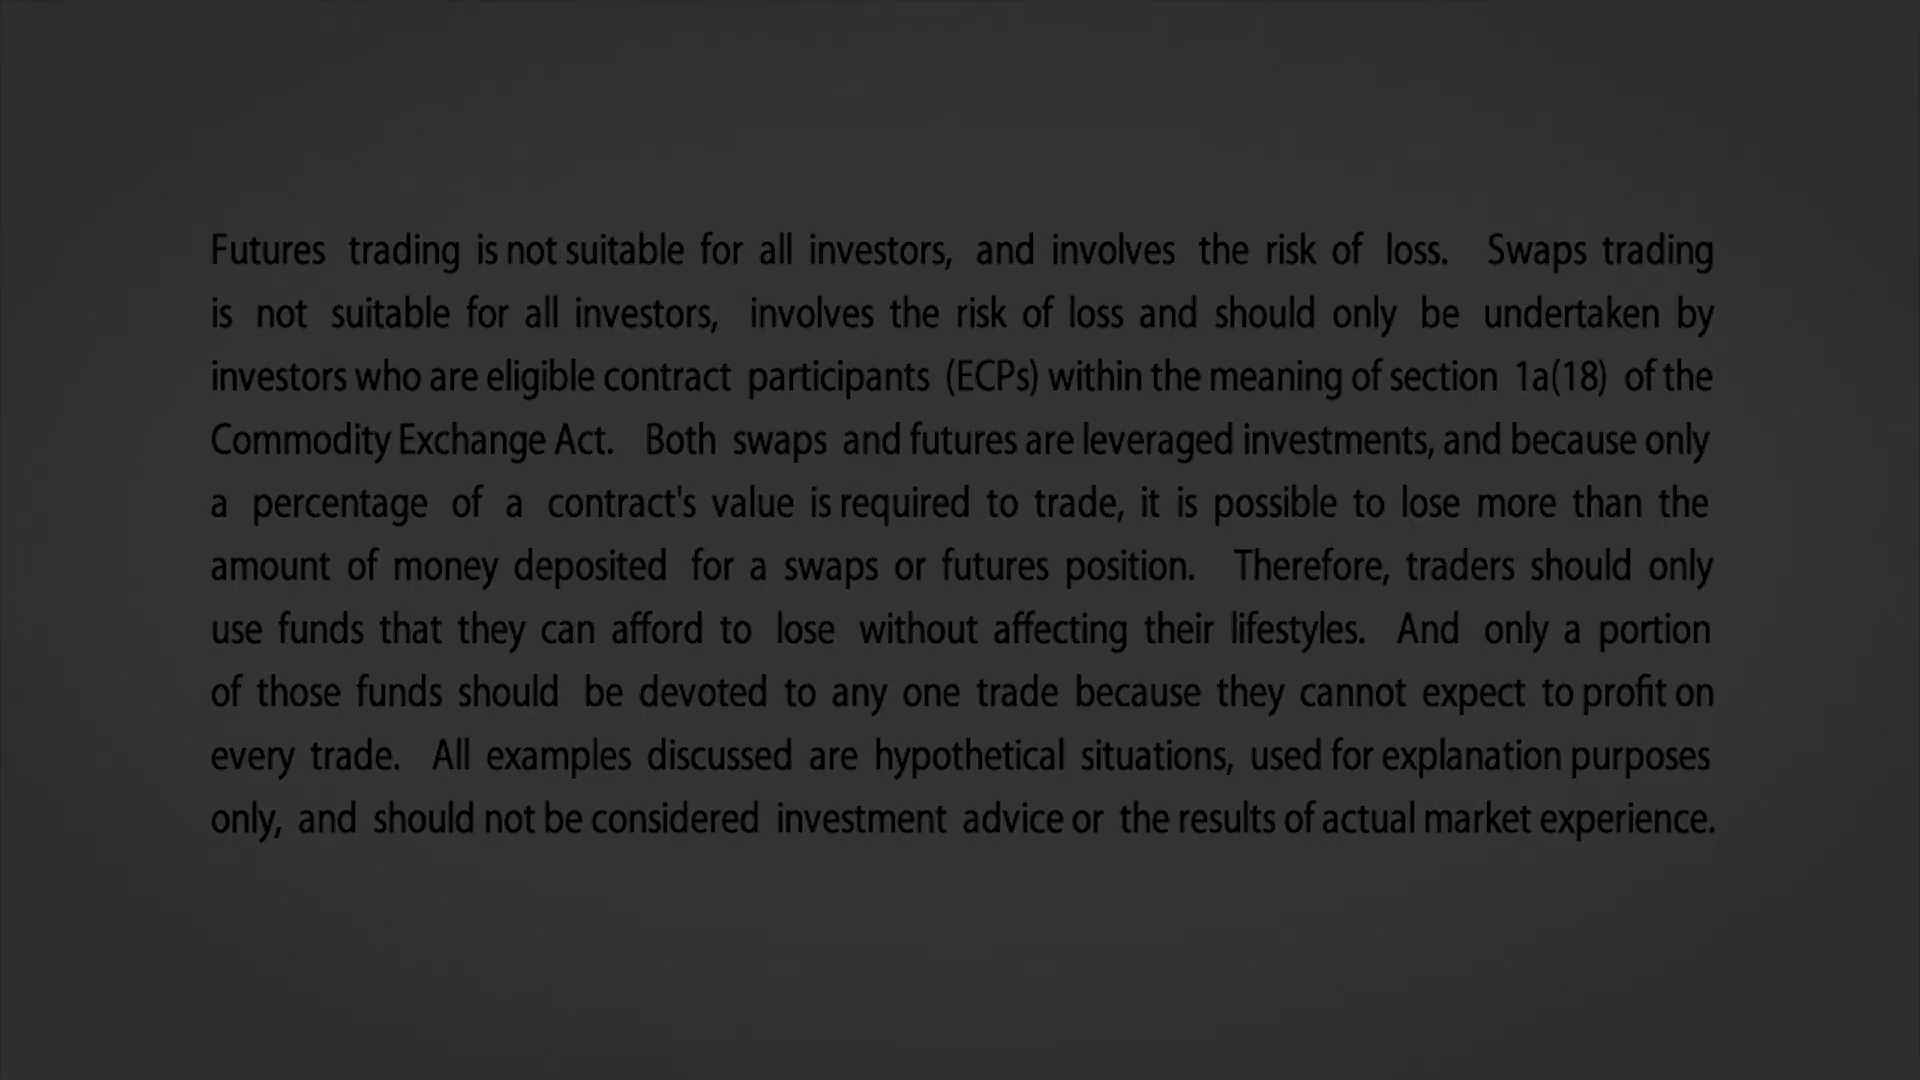 Futures trading is not suitable for all investors, and involves the risk of loss. Swaps trading
is not suitable for all investors, involves the risk of loss and should only be undertaken by
investors who are eligible contract participants (ECPs) within the meaning of section 1a(18) of the
Commodity Exchange Act. Both swaps and futures are leveraged investments, and because only
a percentage of a contract's value is required to trade, it is possible to lose more than the
amount of money deposited for a swaps or futures position. Therefore, traders should only
use funds that they can afford to lose without affecting their lifestyles. And only a portion
of those funds should be devoted to any one trade because they cannot expect to profit on
every trade. All examples discussed are hypothetical situations, used for explanation purposes
only, and should not be considered investment advice or the results of actual market experience.